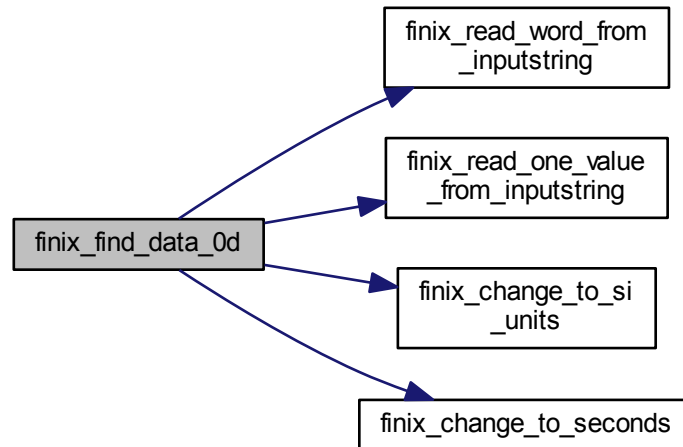 finix_read_word_from
_inputstring
finix_read_one_value
_from_inputstring
finix_find_data_0d
finix_change_to_si
_units
finix_change_to_seconds